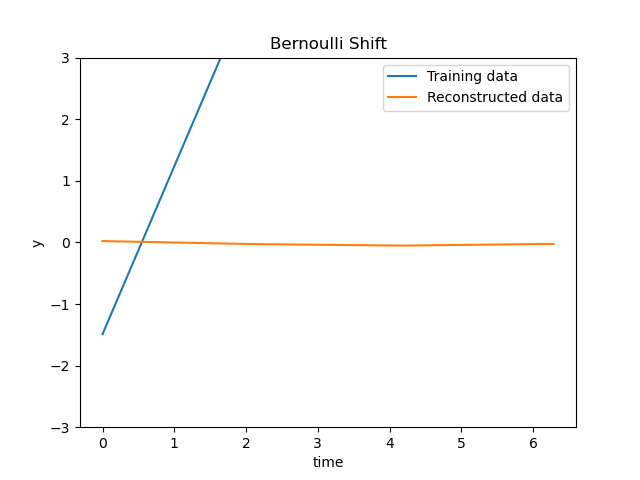 Bernoulli Shift
Training data
Reconstructed data
3
2
1
0
−1
−2
−3
y
0 1 2 3 4 5 6
time